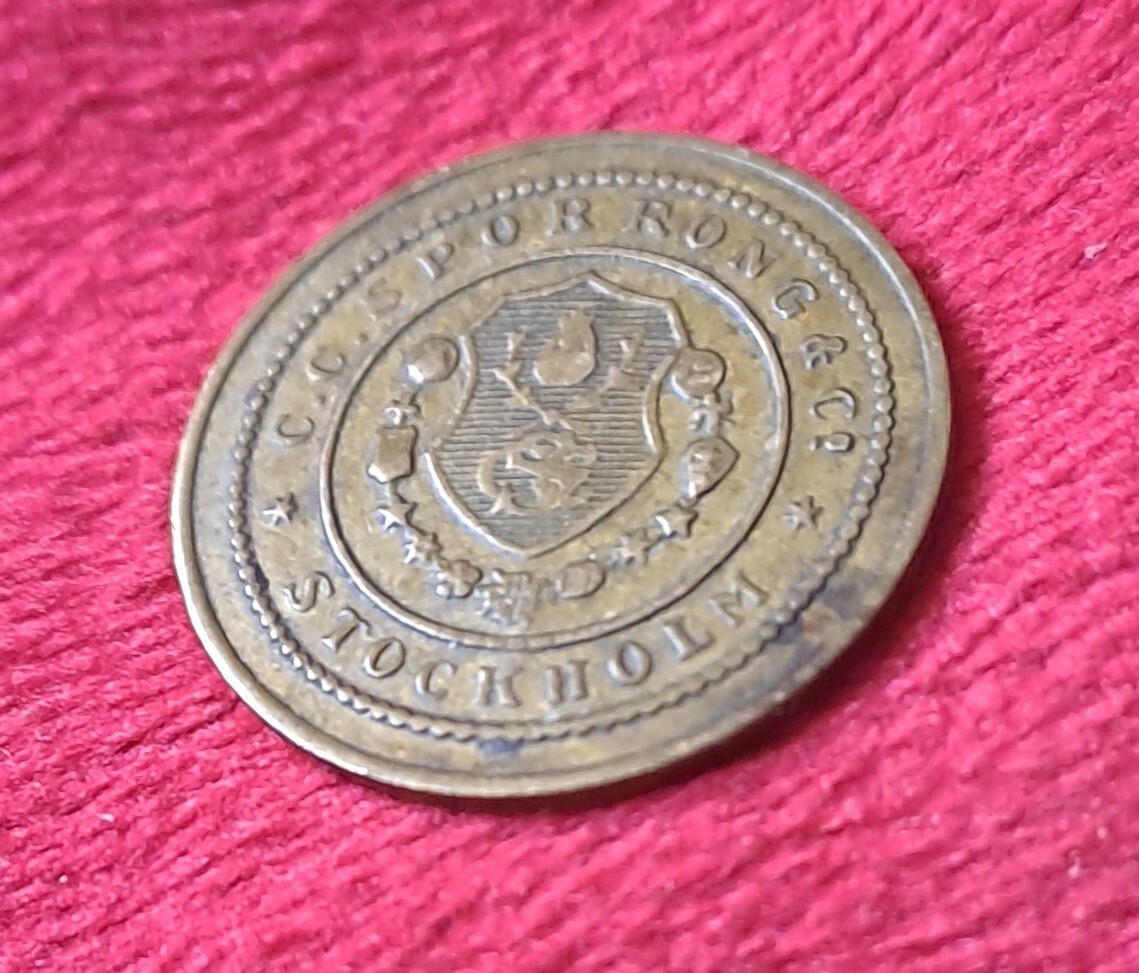 C.C. SPORRONG & Cº
* STOCKHOLM *